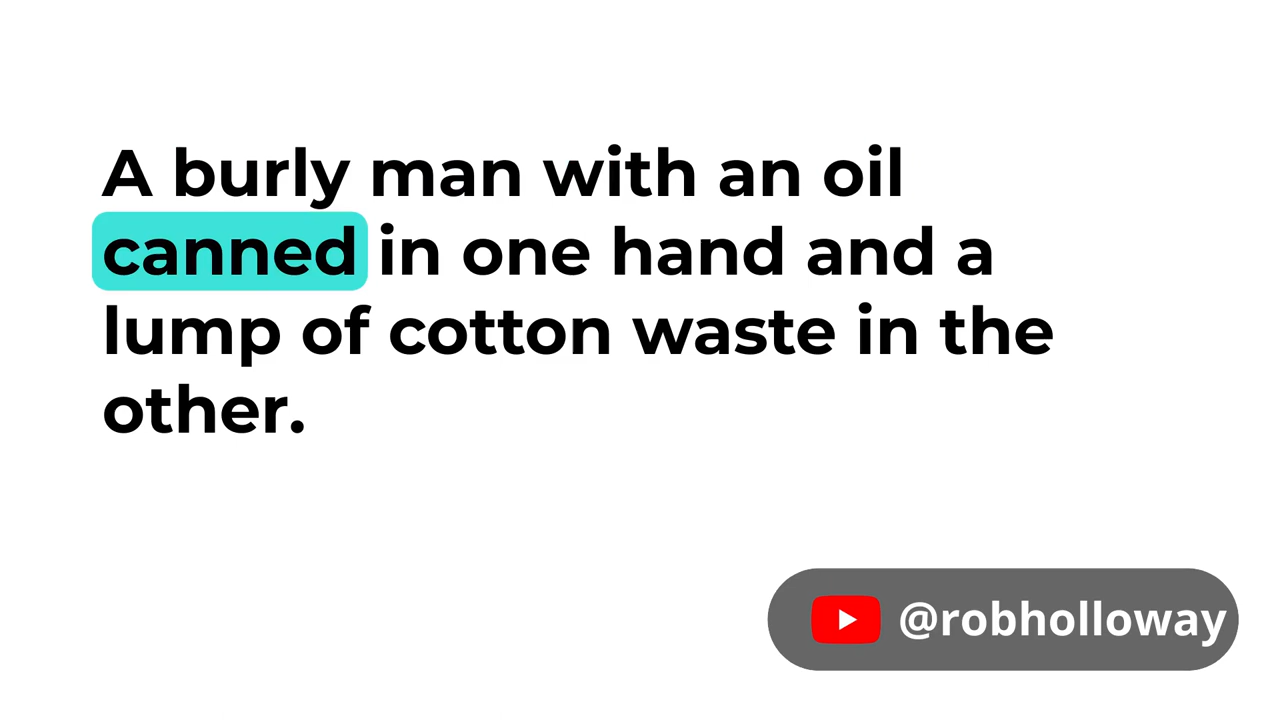 A burly man with an oil
canned in one hand and a
lump of cotton waste in the
other.
@robholloway